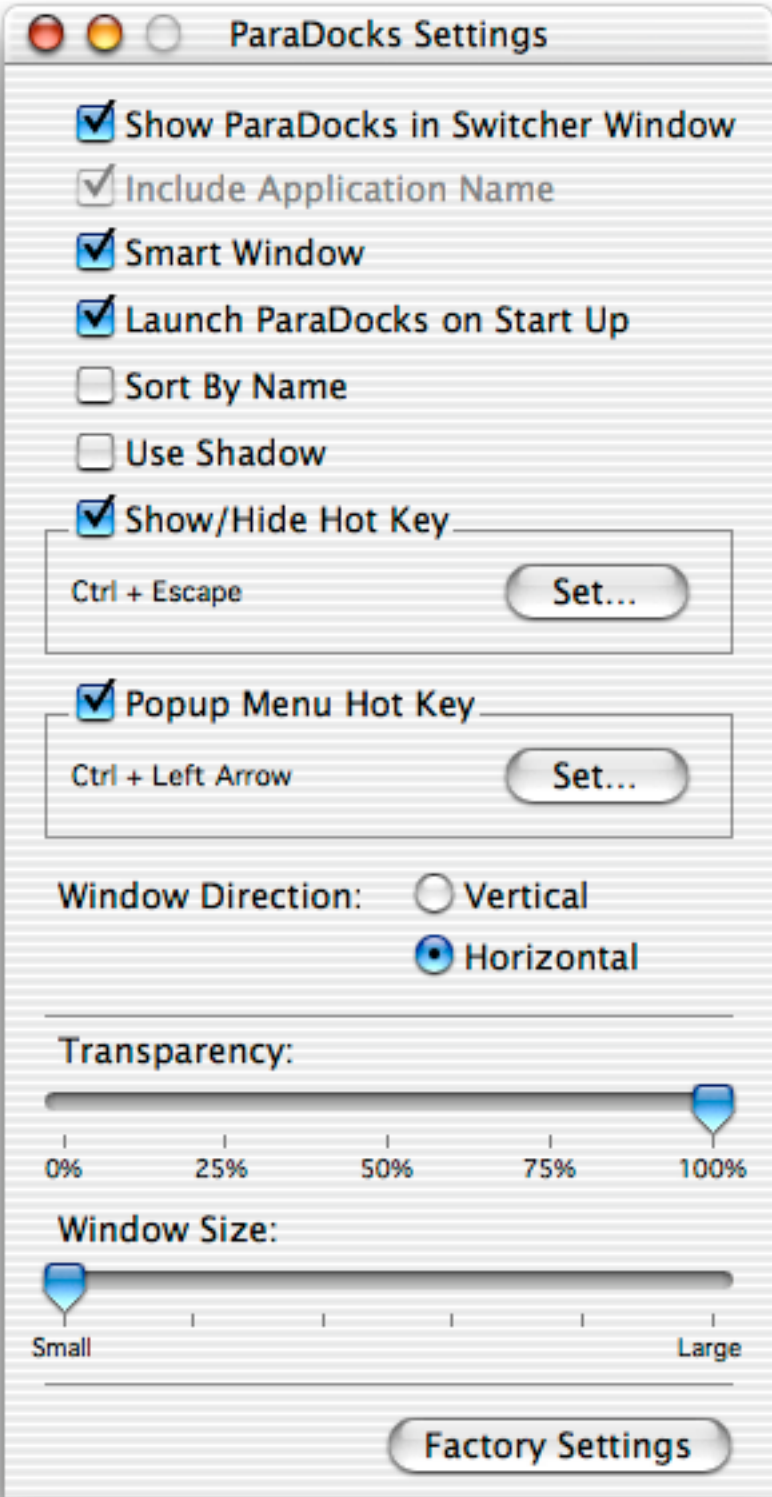 ParaDocks Settings
Show ParaDocks in Switcher Window
Include Application Name
Smart Window
Launch ParaDocks on Start Up
Sort By Name
Use Shadow
Show/Hide Hot Key
Ctrl + Escape Set...
Popup Menu Hot Key
Ctrl + Left Arrow Set...
Window Direction: Vertical
Horizontal
Transparency:
0% 25% 50% 75% 100%
Window Size:
Small Large
Factory Settings